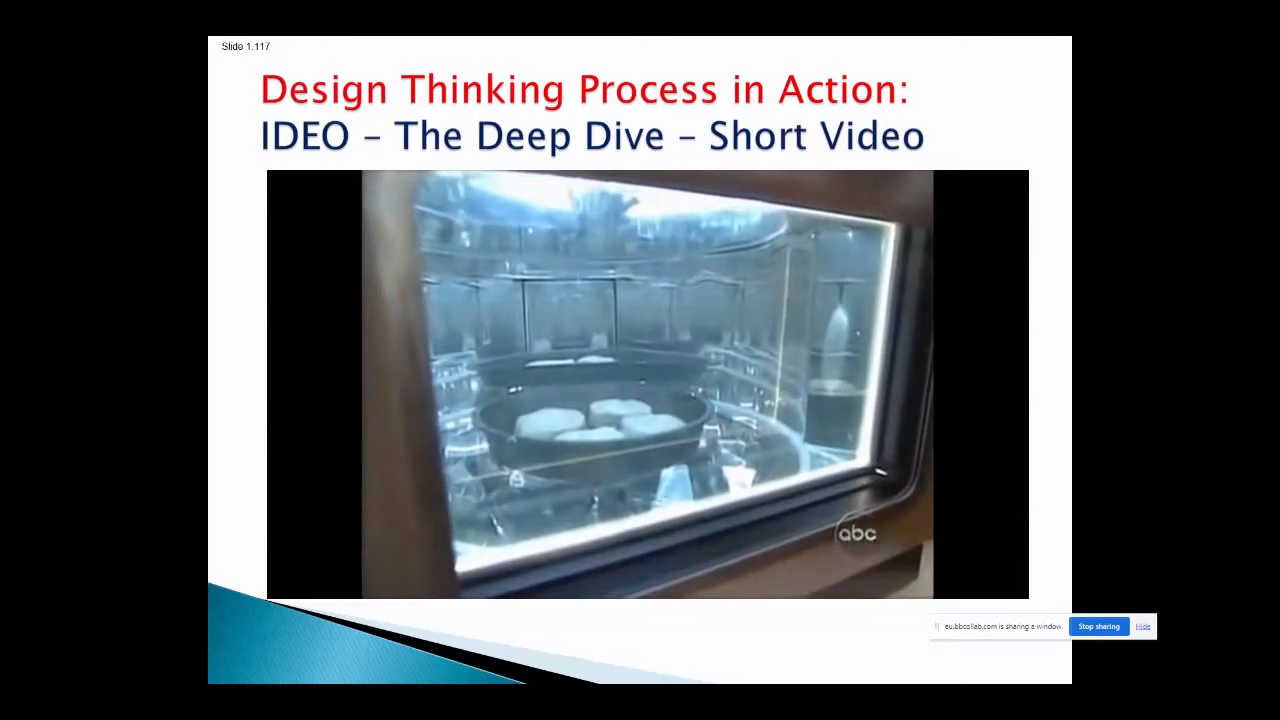 Slide 1.117
Design Thinking Process in Action:
IDEO – The Deep Dive – Short Video
abc
eu.bbcollab.com is sharing a window. Stop sharing Hide